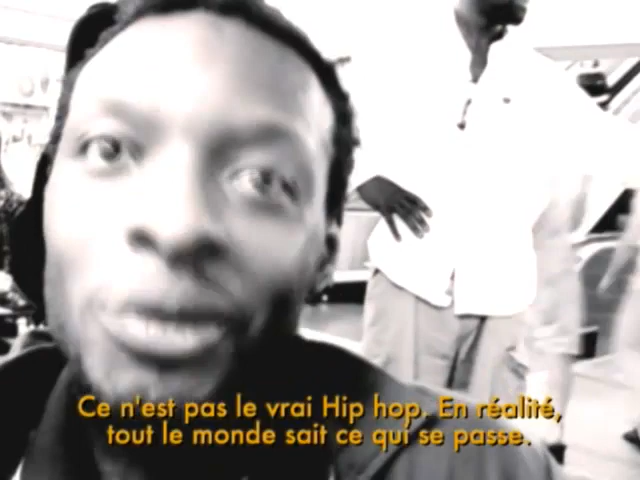 Ce n'est pas le vrai Hip hop. En réalité,
tout le monde sait ce qui se passe.